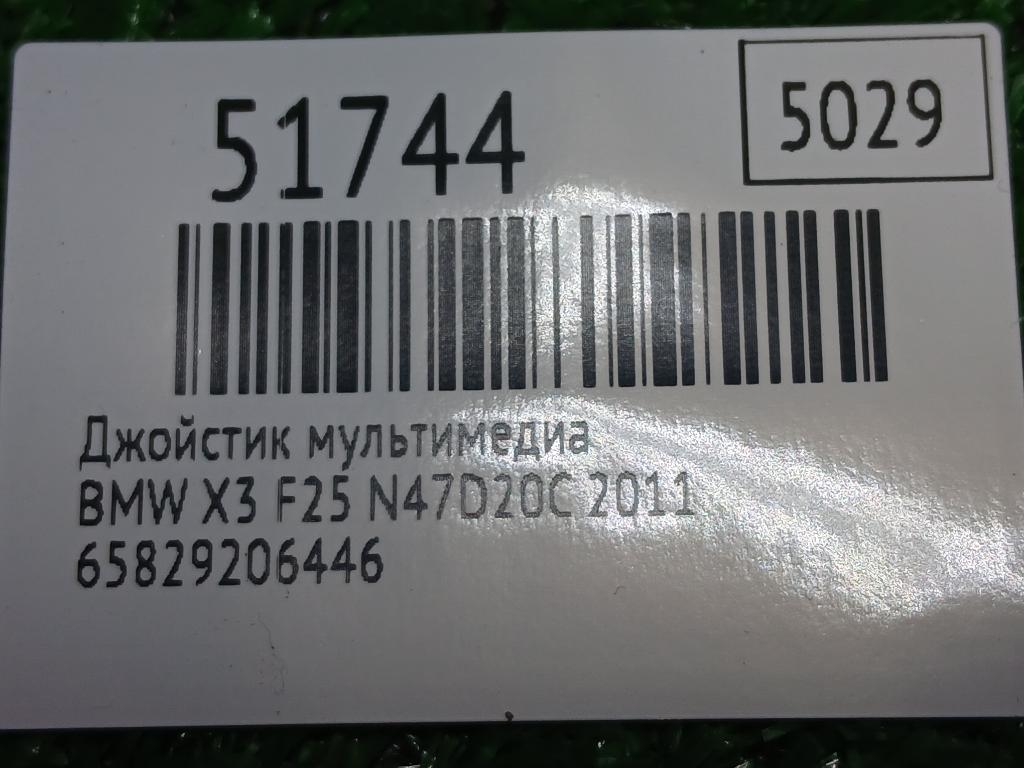 51744
5029
Джойстик мультимедиа
BMW X3 F25 N47D20C 2011
65829206446